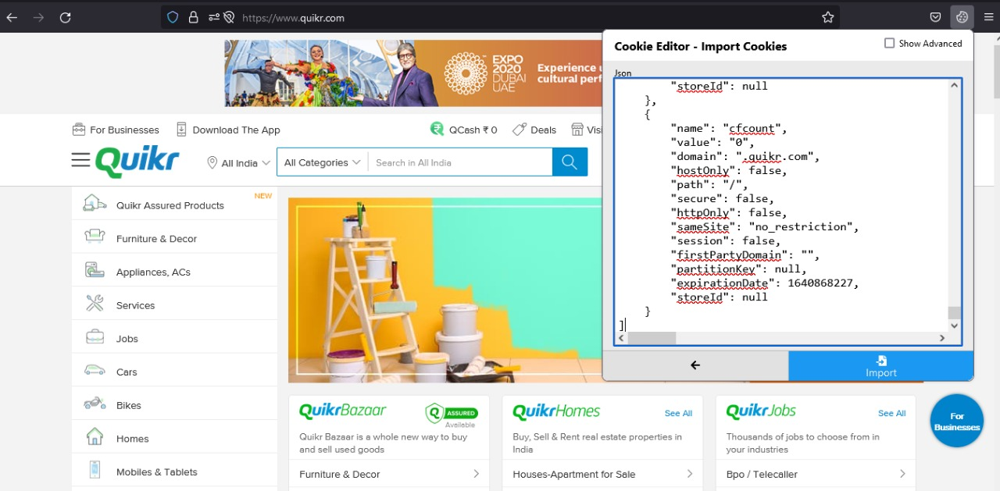 https://www.quikr.com
Cookie Editor - Import Cookies
Show Advanced
Json
"storeId": null
},
{
"name": "cfcount",
"value": "0",
"domain": ".quikr.com",
"hostOnly": false,
"path": "/",
"secure": false,
"httpOnly": false,
"sameSite": "no_restriction",
"session": false,
"firstPartyDomain": "",
"partitionKey": null,
"expirationDate": 1640868227,
"storeId": null
}
]
Import
EXPO
2020
DUBAI
UAE
Experience
cultural perf
For Businesses
Download The App
QCash ₹ 0
Deals
Visi
Quikr
All India
All Categories
Search in All India
Quikr Assured Products
NEW
Furniture & Decor
Appliances, ACs
Services
Jobs
Cars
Bikes
Homes
Mobiles & Tablets
QuikrBazaar
Q ASSURED
Available
Quikr Bazaar is a whole new way to buy
and sell used goods
Furniture & Decor
QuikrHomes
See All
Buy, Sell & Rent real estate properties in
India
Houses-Apartment for Sale
QuikrJobs
See All
Thousands of jobs to choose from in
your industries
Bpo / Telecaller
For
Businesses